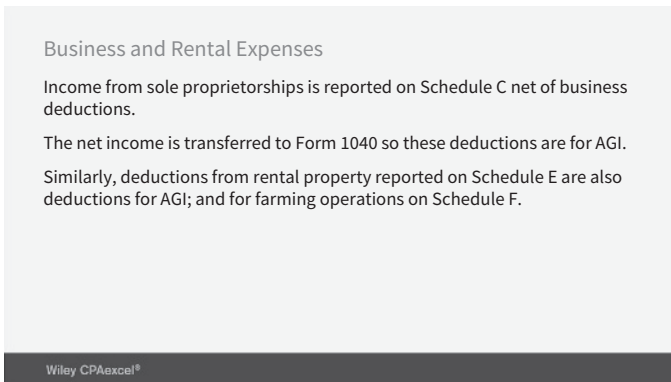 Business and Rental Expenses
Income from sole proprietorships is reported on Schedule C net of business
deductions.
The net income is transferred to Form 1040 so these deductions are for AGI.
Similarly, deductions from rental property reported on Schedule E are also
deductions for AGI; and for farming operations on Schedule F.
Wiley CPAexcel®